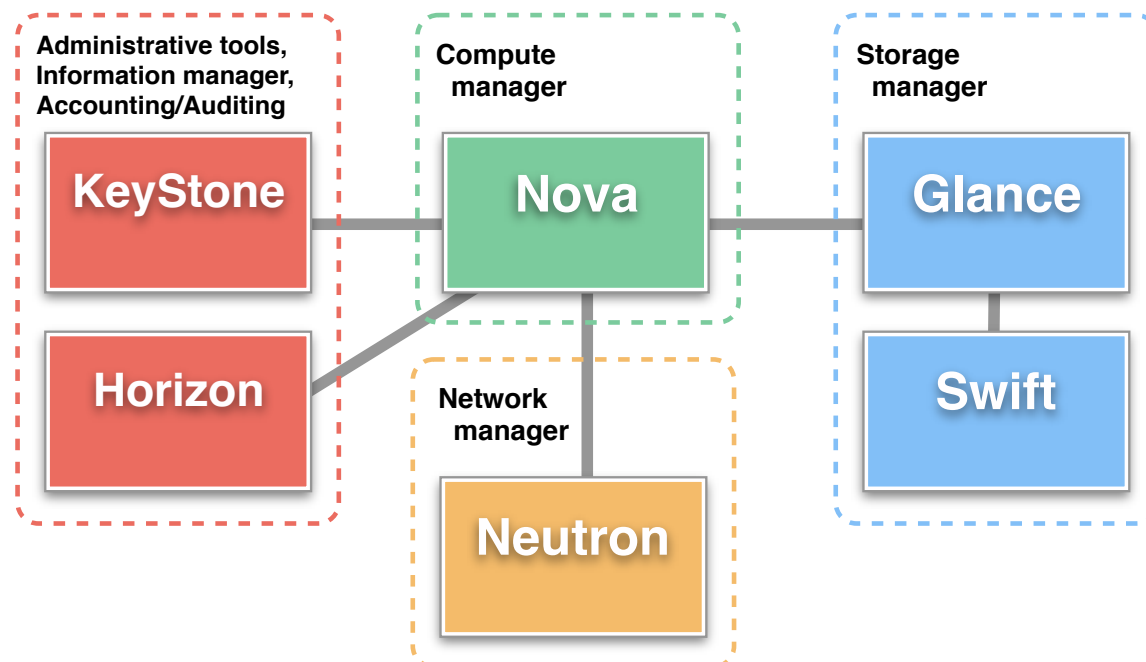 Administrative tools,
Information manager,
Accounting/Auditing
KeyStone
Horizon
Compute
manager
Nova
Network
manager
Neutron
Storage
manager
Glance
Swift